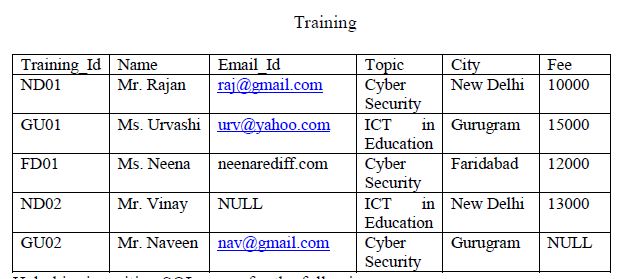 Training
Training_Id Name Email_Id Topic City Fee
ND01 Mr. Rajan raj@gmail.com Cyber Security New Delhi 10000
GU01 Ms. Urvashi urv@yahoo.com ICT in Education Gurugram 15000
FD01 Ms. Neena neenarediff.com Cyber Security Faridabad 12000
ND02 Mr. Vinay NULL ICT in Education New Delhi 13000
GU02 Mr. Naveen nav@gmail.com Cyber Security Gurugram NULL